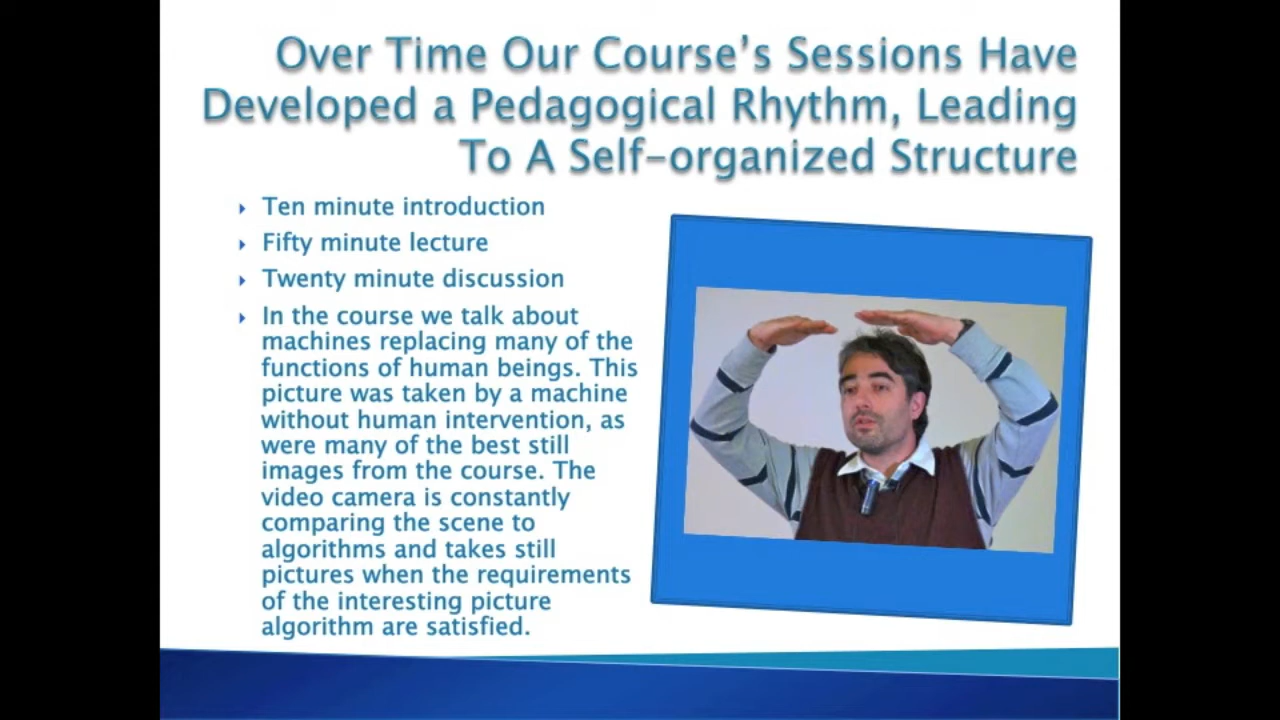 Over Time Our Course's Sessions Have
Developed a Pedagogical Rhythm, Leading
To A Self-organized Structure
Ten minute introduction
Fifty minute lecture
Twenty minute discussion
In the course we talk about
machines replacing many of the
functions of human beings. This
picture was taken by a machine
without human intervention, as
were many of the best still
images from the course. The
video camera is constantly
comparing the scene to
algorithms and takes still
pictures when the requirements
of the interesting picture
algorithm are satisfied.